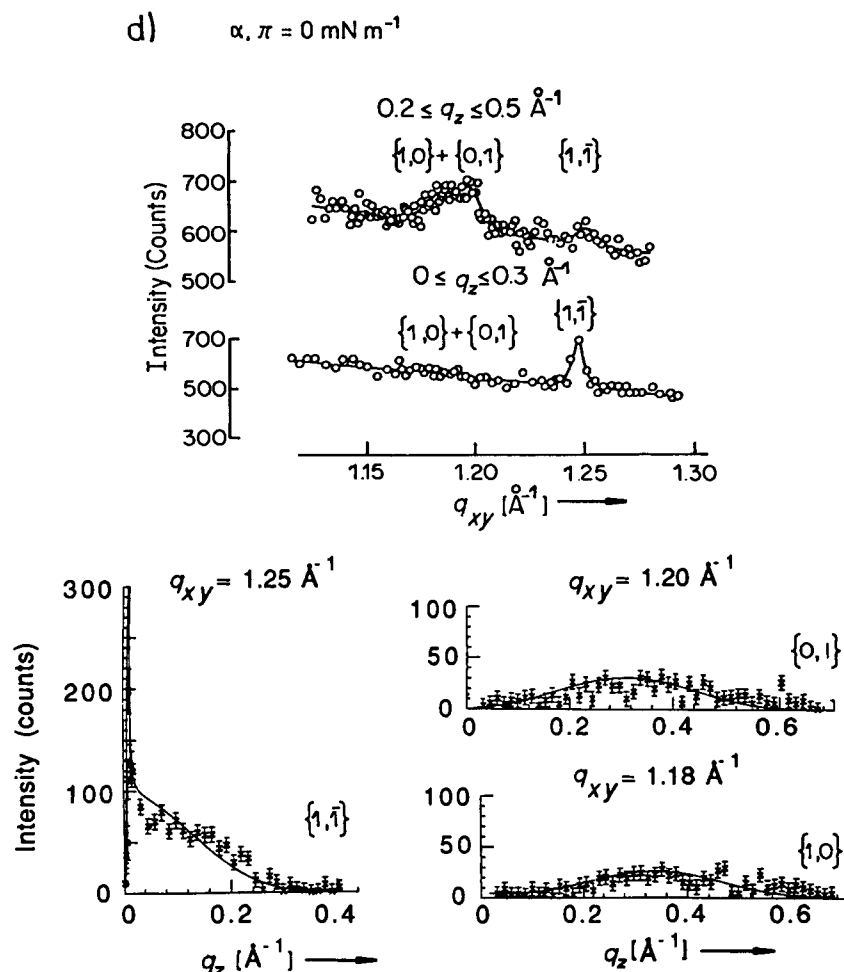 d) α, π = 0 mN m⁻¹
0.2 ≤ q_z ≤ 0.5 Å⁻¹
{1,0} + {0,1} {1,1̄}
800
700
600
500
0 ≤ q_z ≤ 0.3 Å⁻¹
{1,0} + {0,1} {1,1̄}
700
500
300
Intensity (Counts)
1.15 1.20 1.25 1.30
q_xy [Å⁻¹]
q_xy = 1.25 Å⁻¹
300
200
100
0
Intensity (counts)
{1,1̄}
0 0.2 0.4
q_z [Å⁻¹]
q_xy = 1.20 Å⁻¹
100
50
0
{0,1}
0 0.2 0.4 0.6
q_xy = 1.18 Å⁻¹
100
50
0
{1,0}
0 0.2 0.4 0.6
q_z [Å⁻¹]